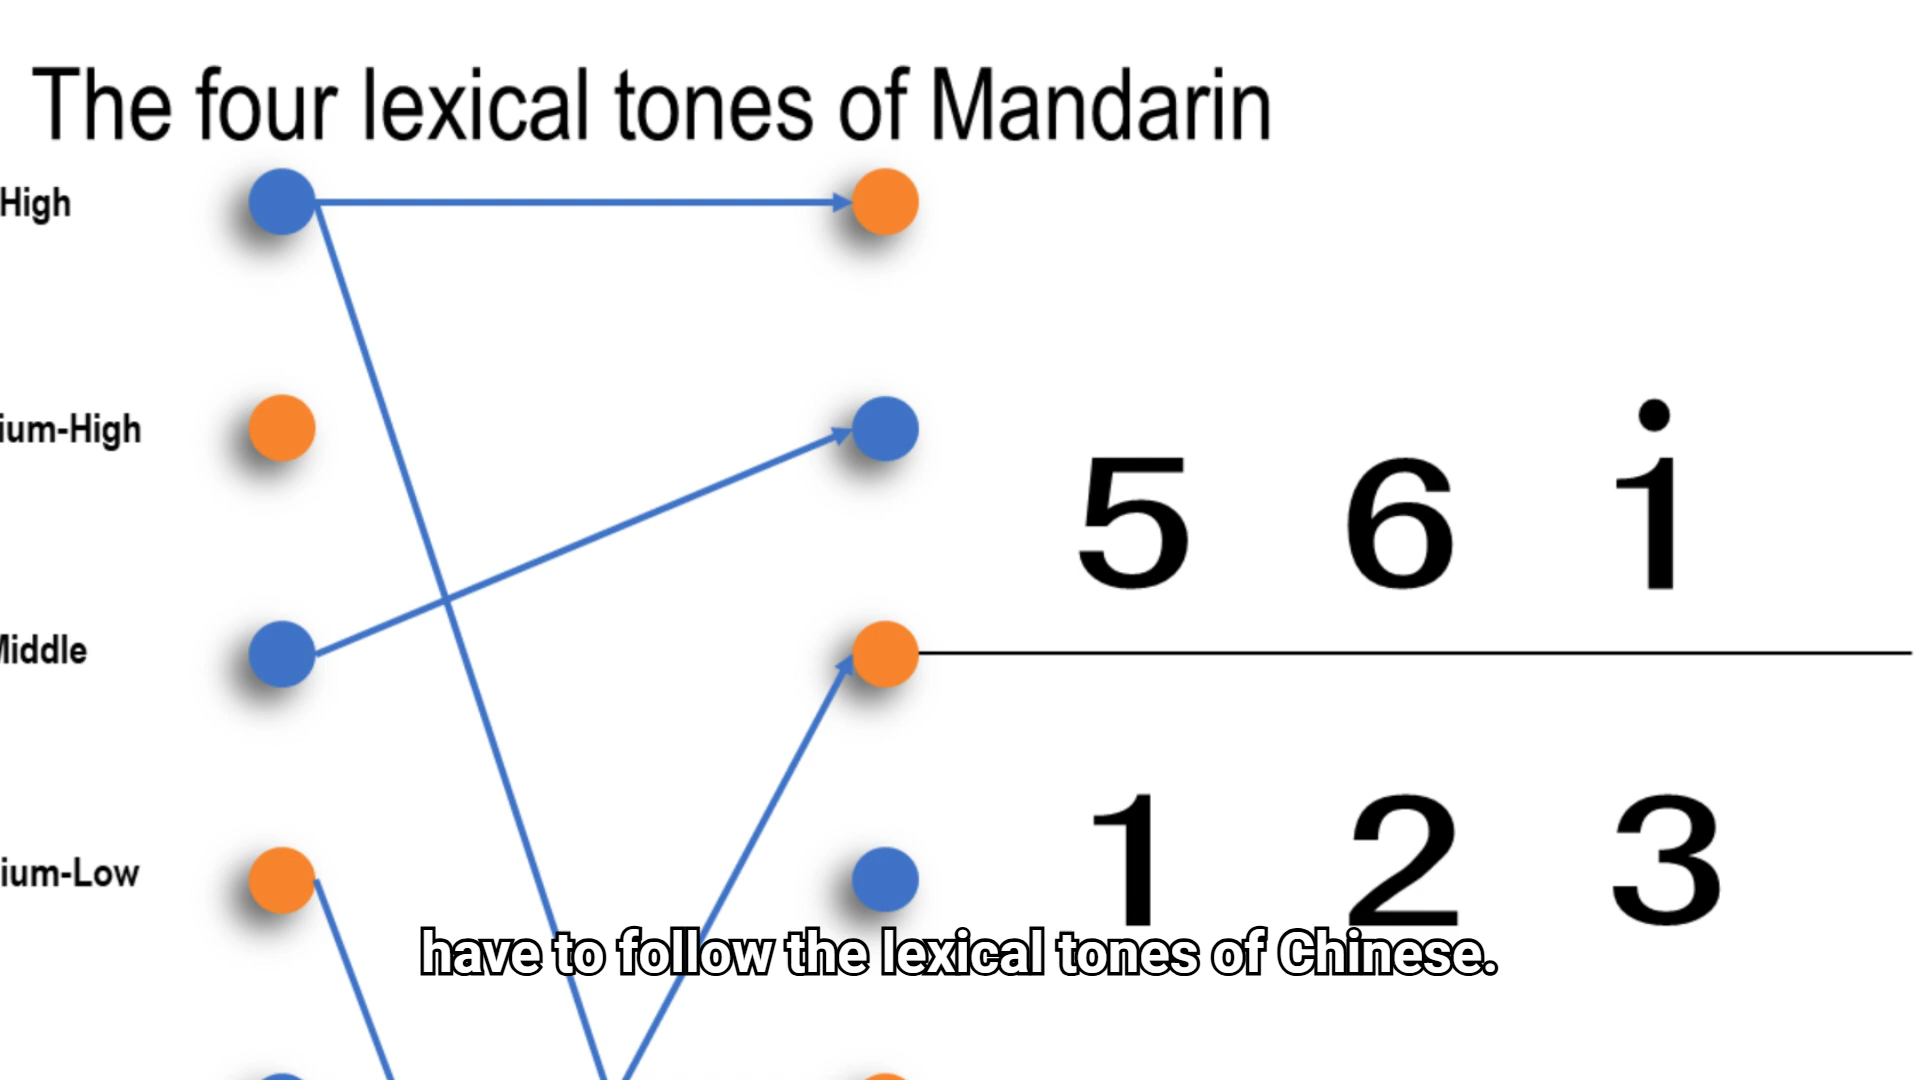 The four lexical tones of Mandarin
High
ium-High
5 6 i
Middle
ium-Low
1 2 3
have to follow the lexical tones of Chinese.